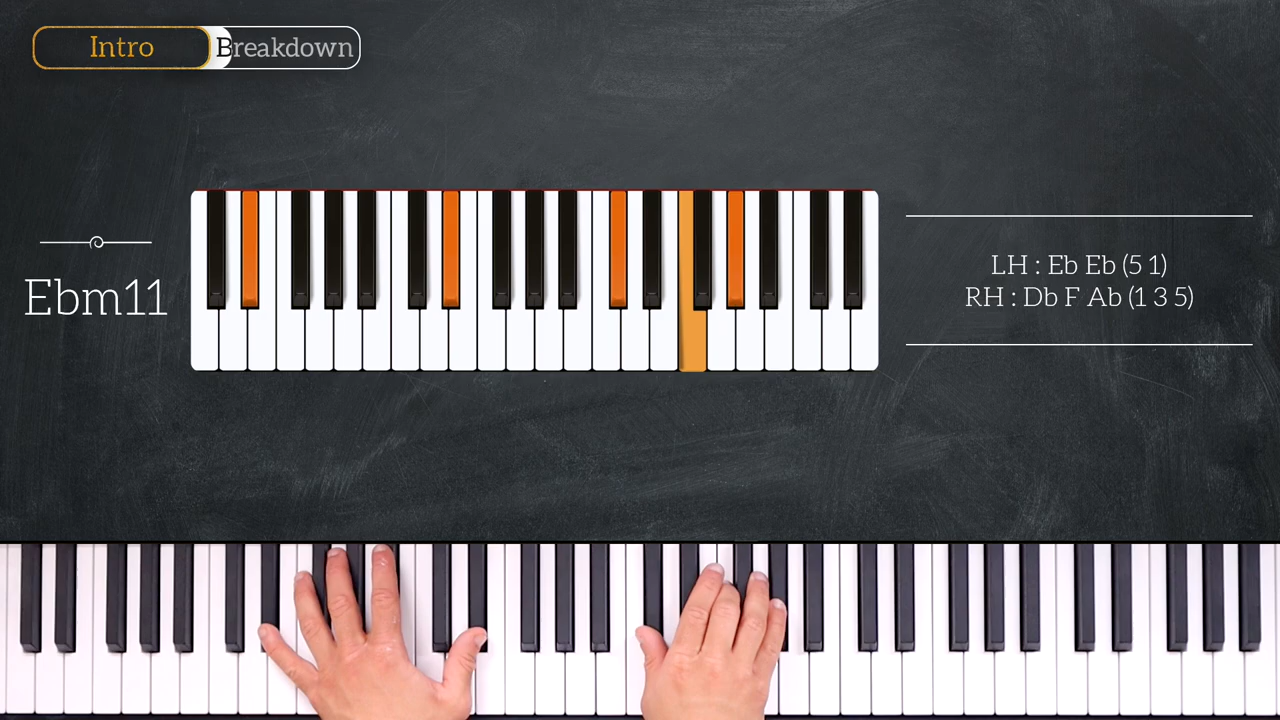 Intro
Breakdown
Ebm11
LH : Eb Eb (5 1)
RH : Db F Ab (1 3 5)